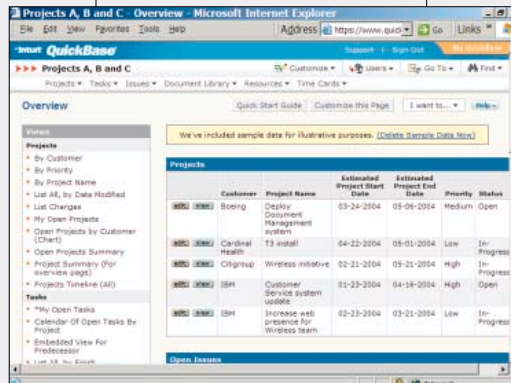 Projects A, B and C - Overview - Microsoft Internet Explorer
File Edit View Favorites Tools Help Address https://www.quick Go Links
Intuit QuickBase Support Sign Out My QuickBase
Projects A, B and C Customize Users Go To Find
Projects Tasks Issues Document Library Resources Time Cards
Overview Quick Start Guide Customize this Page I want to... Help
We've included sample data for illustrative purposes. (Delete Sample Data Now)
Views
Projects
By Customer
By Priority
By Project Name
List All, by Date Modified
List Changes
My Open Projects
Open Projects by Customer (Chart)
Open Projects Summary
Project Summary (For overview page)
Projects Timeline (All)
Tasks
*My Open Tasks
Calendar Of Open Tasks By Project
Embedded View For Predecessor
List All, by Finish
Projects
Customer Project Name Estimated Project Start Date Estimated Project End Date Priority Status
Boeing Deploy Document Management system 03-24-2004 05-06-2004 Medium Open
Cardinal Health T3 install 04-22-2004 05-01-2004 Low In-Progress
Citigroup Wireless initiative 02-21-2004 05-21-2004 High In-Progress
IBM Customer Service system update 01-23-2004 04-16-2004 High Open
IBM Increase web presence for Wireless team 02-23-2004 03-21-2004 Low In-Progress
Open Issues